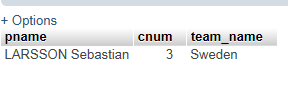 + Options
pname cnum team_name
LARSSON Sebastian 3 Sweden